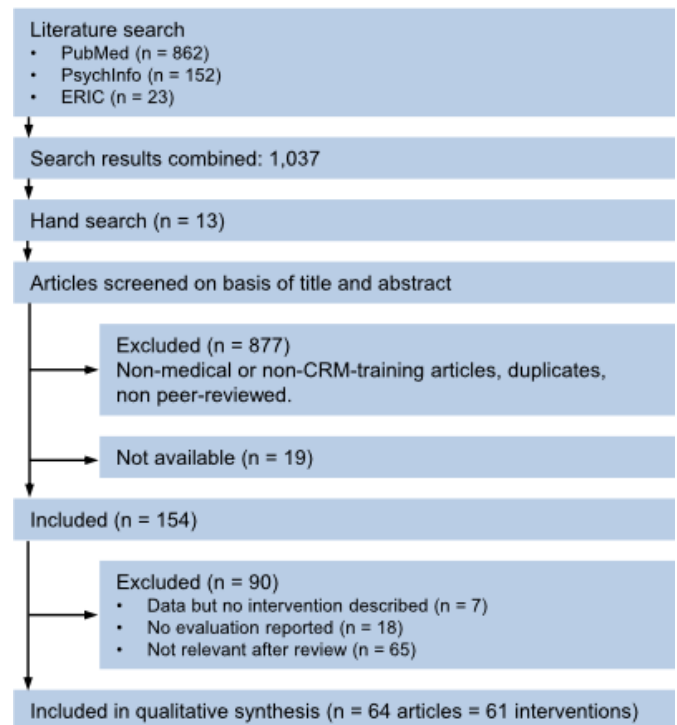 Literature search
• PubMed (n = 862)
• PsychInfo (n = 152)
• ERIC (n = 23)
Search results combined: 1,037
Hand search (n = 13)
Articles screened on basis of title and abstract
Excluded (n = 877)
Non-medical or non-CRM-training articles, duplicates,
non peer-reviewed.
Not available (n = 19)
Included (n = 154)
Excluded (n = 90)
• Data but no intervention described (n = 7)
• No evaluation reported (n = 18)
• Not relevant after review (n = 65)
Included in qualitative synthesis (n = 64 articles = 61 interventions)